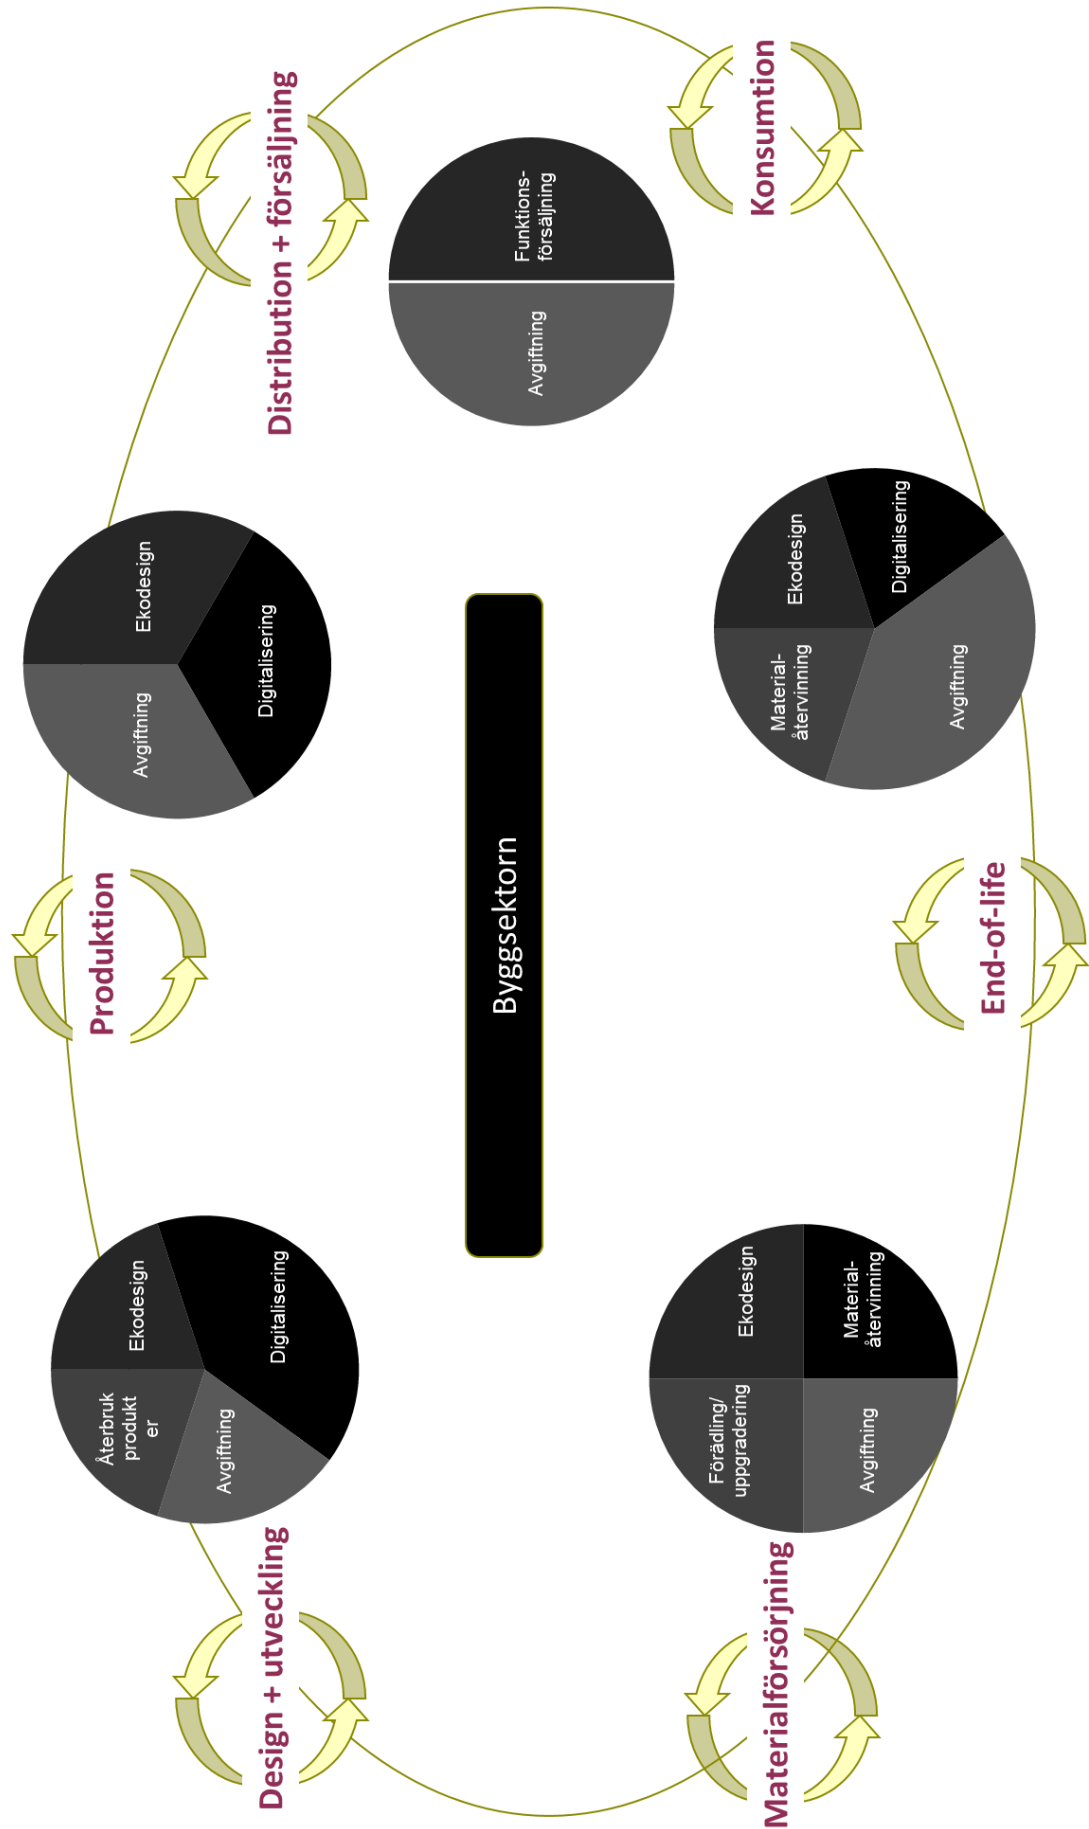 Design + utveckling
Produktion
Distribution + försäljning
Återbruk
produkt
er
Ekodesign
Avgiftning
Digitalisering
Avgiftning
Ekodesign
Digitalisering
Byggsektorn
Avgiftning
Funktions-
försäljning
Förädling/
uppgradering
Ekodesign
Avgiftning
Material-
återvinning
Material-
återvinning
Ekodesign
Avgiftning
Digitalisering
Materialförsörjning
End-of-life
Konsumtion